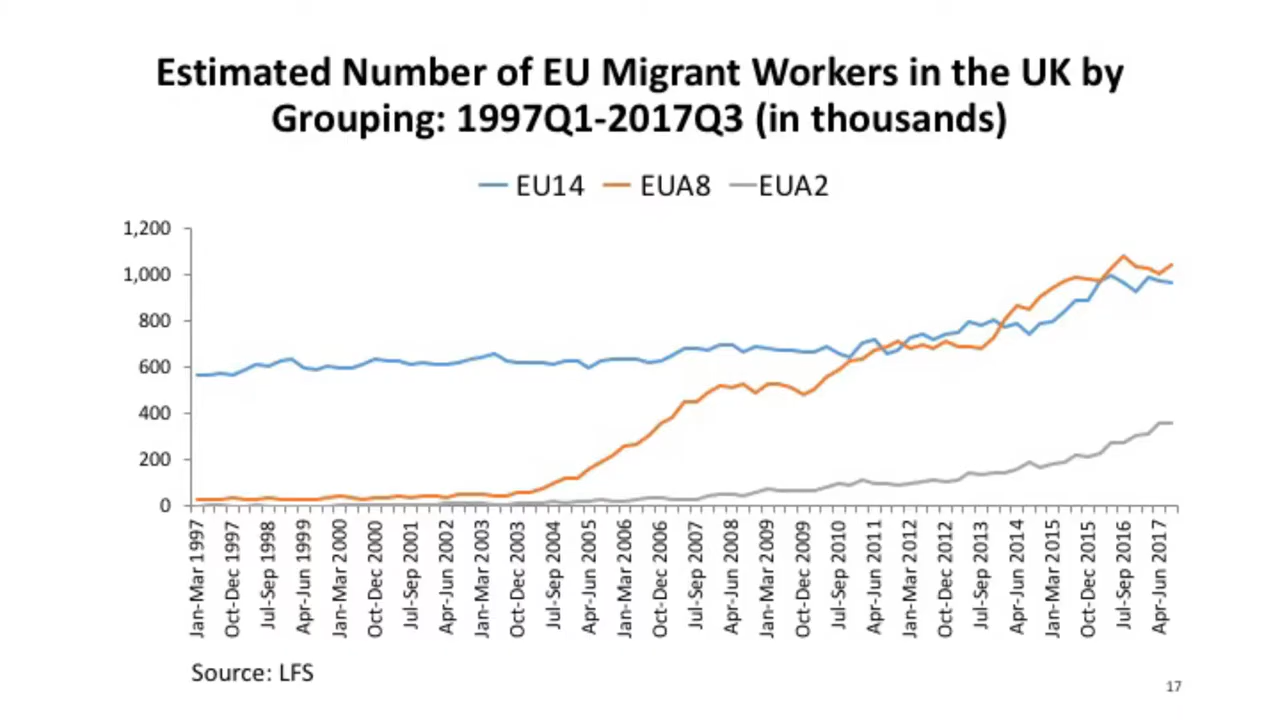 Estimated Number of EU Migrant Workers in the UK by
Grouping: 1997Q1-2017Q3 (in thousands)
EU14 EUA8 EUA2
1,200
1,000
800
600
400
200
0
Jan-Mar 1997
Oct-Dec 1997
Jul-Sep 1998
Apr-Jun 1999
Jan-Mar 2000
Oct-Dec 2000
Jul-Sep 2001
Apr-Jun 2002
Jan-Mar 2003
Oct-Dec 2003
Jul-Sep 2004
Apr-Jun 2005
Jan-Mar 2006
Oct-Dec 2006
Jul-Sep 2007
Apr-Jun 2008
Jan-Mar 2009
Oct-Dec 2009
Jul-Sep 2010
Apr-Jun 2011
Jan-Mar 2012
Oct-Dec 2012
Jul-Sep 2013
Apr-Jun 2014
Jan-Mar 2015
Oct-Dec 2015
Jul-Sep 2016
Apr-Jun 2017
Source: LFS
17